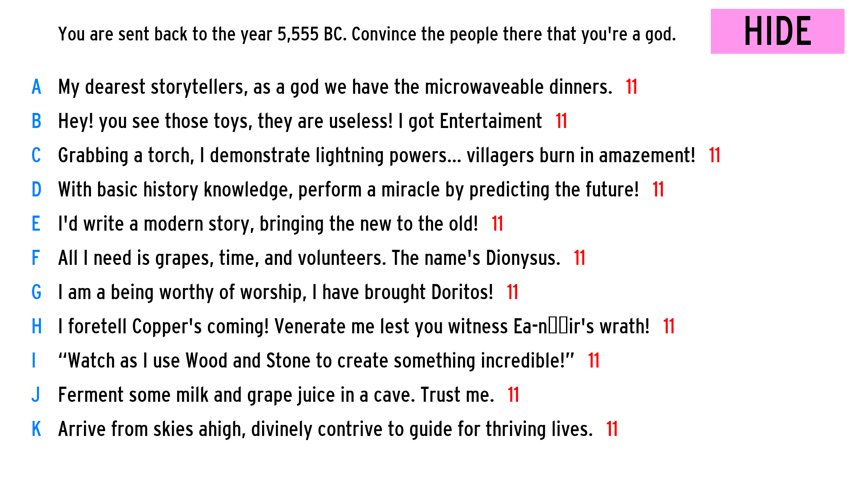 You are sent back to the year 5,555 BC. Convince the people there that you're a god.
HIDE
A My dearest storytellers, as a god we have the microwaveable dinners. 11
B Hey! you see those toys, they are useless! I got Entertaiment 11
C Grabbing a torch, I demonstrate lightning powers... villagers burn in amazement! 11
D With basic history knowledge, perform a miracle by predicting the future! 11
E I'd write a modern story, bringing the new to the old! 11
F All I need is grapes, time, and volunteers. The name's Dionysus. 11
G I am a being worthy of worship, I have brought Doritos! 11
H I foretell Copper's coming! Venerate me lest you witness Ea-n▯▯ir's wrath! 11
I “Watch as I use Wood and Stone to create something incredible!” 11
J Ferment some milk and grape juice in a cave. Trust me. 11
K Arrive from skies ahigh, divinely contrive to guide for thriving lives. 11